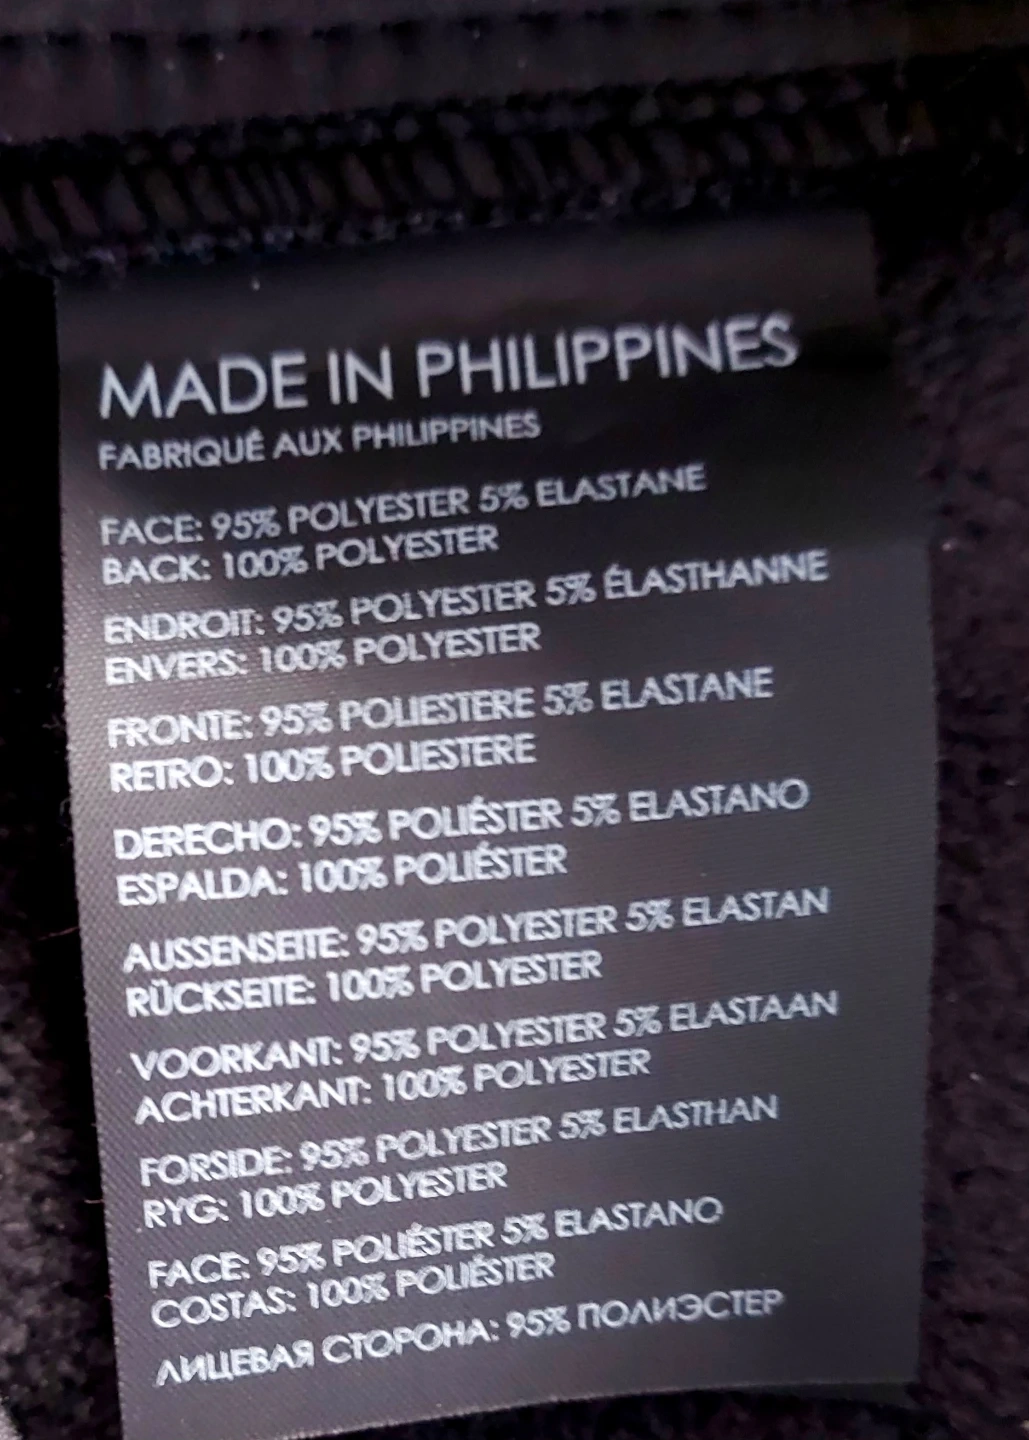 MADE IN PHILIPPINES
FABRIQUÉ AUX PHILIPPINES
FACE: 95% POLYESTER 5% ELASTANE
BACK: 100% POLYESTER
ENDROIT: 95% POLYESTER 5% ÉLASTHANNE
ENVERS: 100% POLYESTER
FRONTE: 95% POLIESTERE 5% ELASTANE
RETRO: 100% POLIESTERE
DERECHO: 95% POLIÉSTER 5% ELASTANO
ESPALDA: 100% POLIÉSTER
AUSSENSEITE: 95% POLYESTER 5% ELASTAN
RÜCKSEITE: 100% POLYESTER
VOORKANT: 95% POLYESTER 5% ELASTAAN
ACHTERKANT: 100% POLYESTER
FORSIDE: 95% POLYESTER 5% ELASTHAN
RYG: 100% POLYESTER
FACE: 95% POLIÉSTER 5% ELASTANO
COSTAS: 100% POLIÉSTER
ЛИЦЕВАЯ СТОРОНА: 95% ПОЛИЭСТЕР